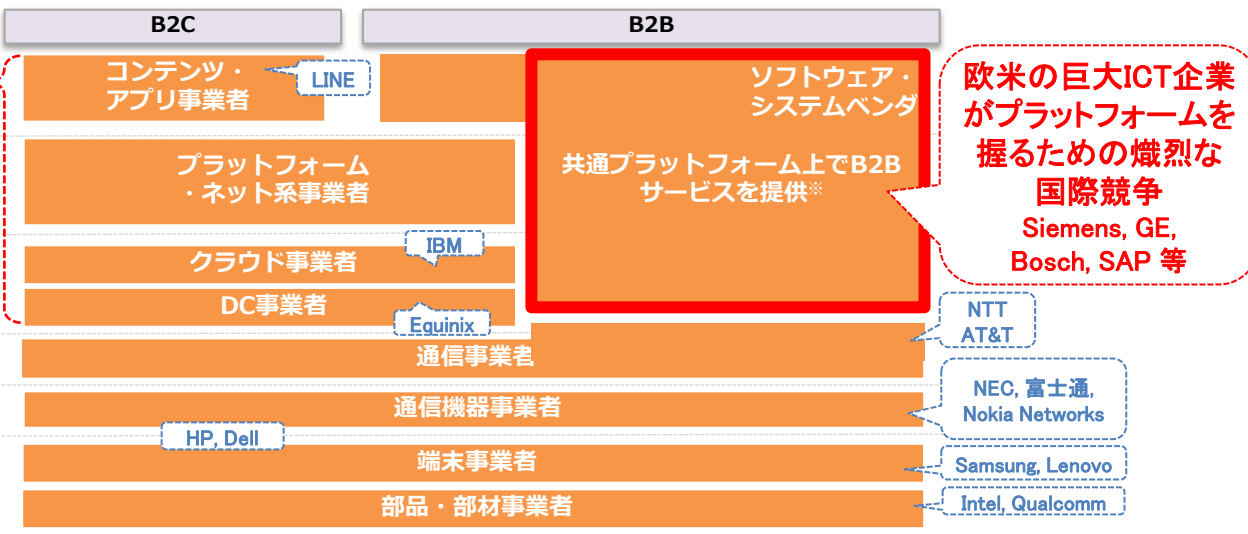 B2C
B2B
コンテンツ・
アプリ事業者
LINE
ソフトウェア・
システムベンダ
欧米の巨大ICT企業
がプラットフォームを
握るための熾烈な
国際競争
Siemens, GE,
Bosch, SAP 等
プラットフォーム
・ネット系事業者
共通プラットフォーム上でB2B
サービスを提供※
IBM
クラウド事業者
DC事業者
Equinix
NTT
AT&T
通信事業者
NEC, 富士通,
Nokia Networks
通信機器事業者
HP, Dell
端末事業者
Samsung, Lenovo
部品・部材事業者
Intel, Qualcomm